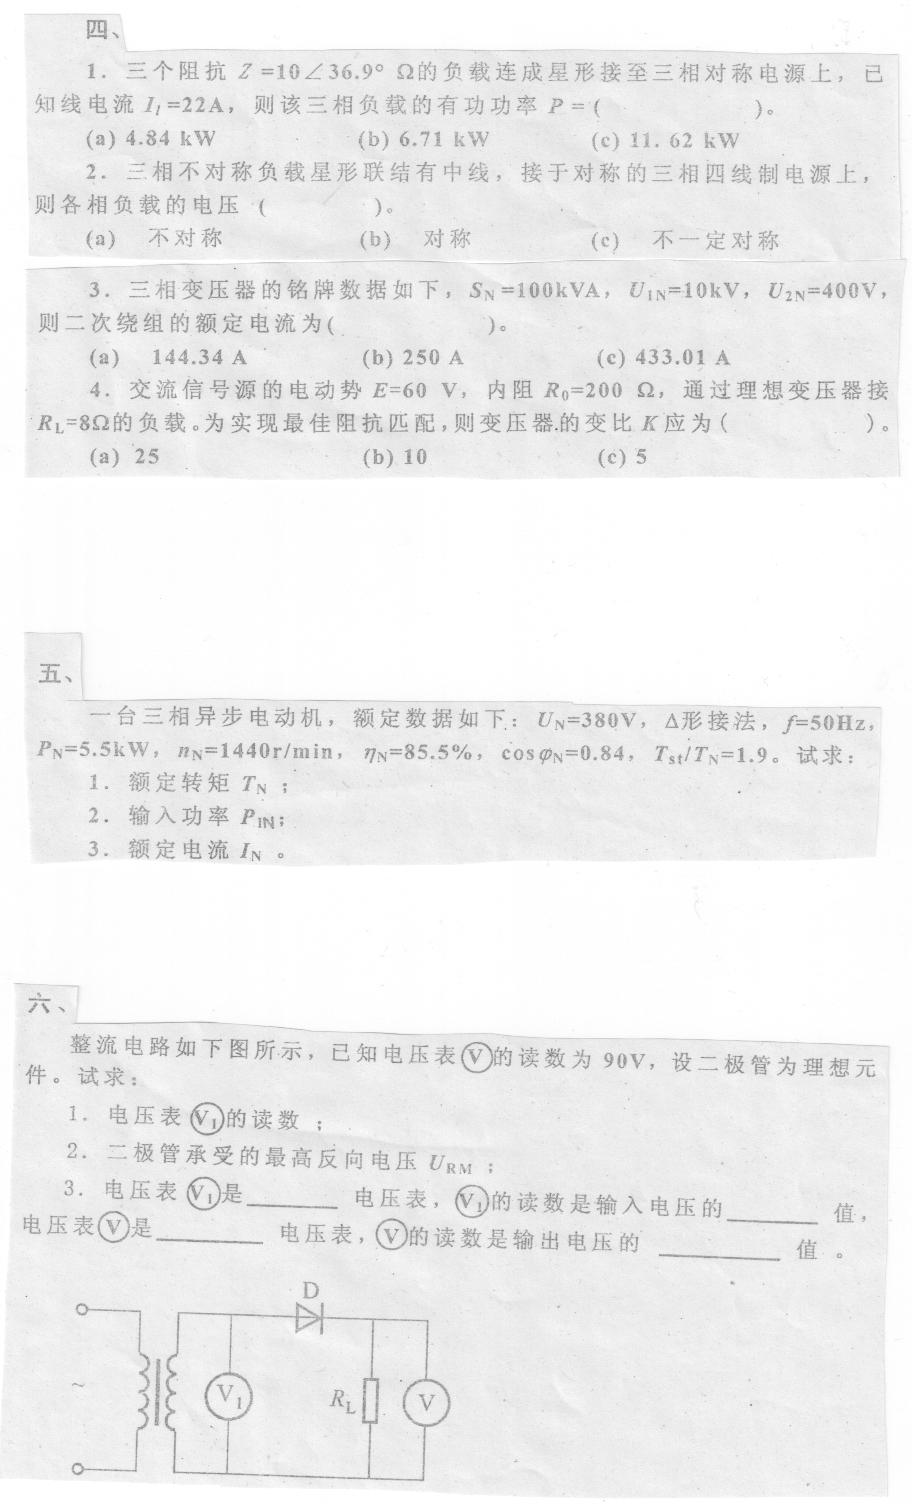 四、
1. 三个阻抗 Z =10∠36.9° Ω的负载连成星形接至三相对称电源上，已
知线电流 Il =22A，则该三相负载的有功功率 P = ( )。
(a) 4.84 kW (b) 6.71 kW (c) 11. 62 kW
2. 三相不对称负载星形联结有中线，接于对称的三相四线制电源上，
则各相负载的电压 ( )。
(a) 不对称 (b) 对称 (c) 不一定对称
3. 三相变压器的铭牌数据如下，SN =100kVA，U1N=10kV，U2N=400V，
则二次绕组的额定电流为( )。
(a) 144.34 A (b) 250 A (c) 433.01 A
4. 交流信号源的电动势 E=60 V，内阻 R0=200 Ω，通过理想变压器接
RL=8Ω的负载。为实现最佳阻抗匹配,则变压器的变比 K 应为 ( )。
(a) 25 (b) 10 (c) 5
五、
一台三相异步电动机，额定数据如下：UN=380V，Δ形接法，f=50Hz，
PN=5.5kW，nN=1440r/min，ηN=85.5%，cosφN=0.84，Tst/TN=1.9。试求：
1. 额定转矩 TN ；
2. 输入功率 PIN；
3. 额定电流 IN 。
六、
整流电路如下图所示，已知电压表Ⓥ的读数为 90V，设二极管为理想元
件。试求：
1. 电压表 V1 的读数 ；
2. 二极管承受的最高反向电压 URM ；
3. 电压表 V1 是______ 电压表，V1 的读数是输入电压的______ 值，
电压表Ⓥ是______ 电压表，Ⓥ的读数是输出电压的 ______ 值 。
D
~
V1
RL
V